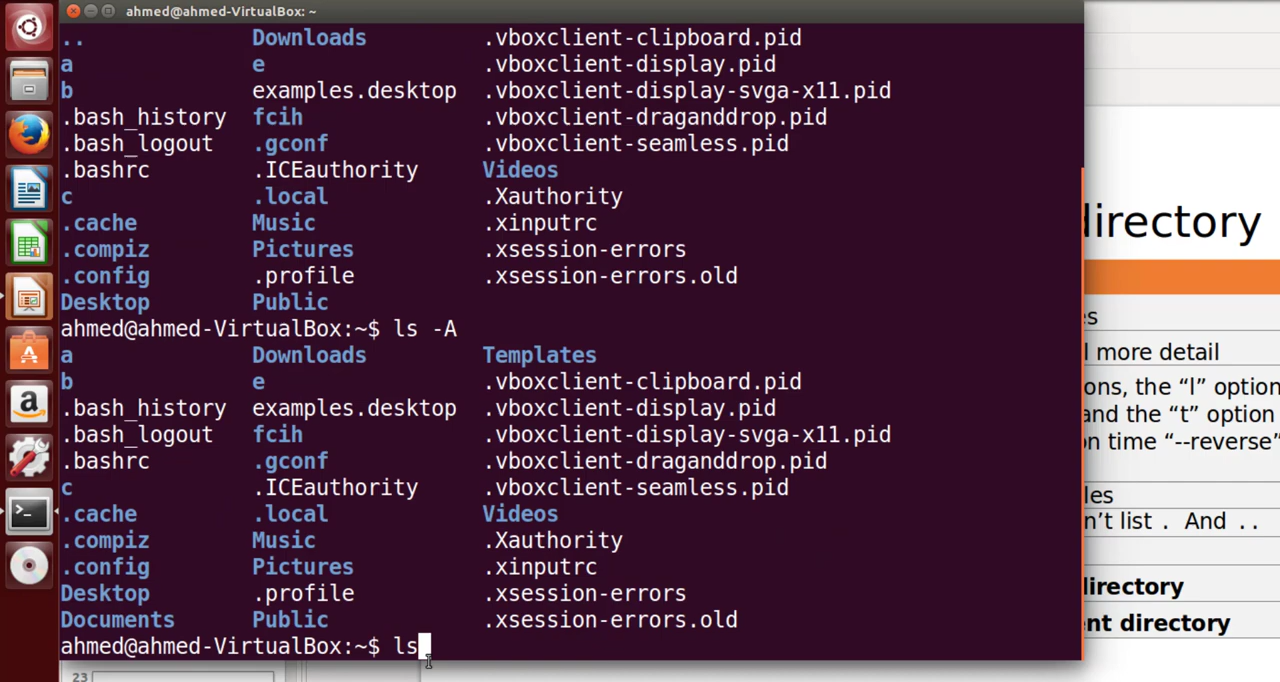 ahmed@ahmed-VirtualBox: ~
.. Downloads .vboxclient-clipboard.pid
a e .vboxclient-display.pid
b examples.desktop .vboxclient-display-svga-x11.pid
.bash_history fcih .vboxclient-draganddrop.pid
.bash_logout .gconf .vboxclient-seamless.pid
.bashrc .ICEauthority Videos
c .local .Xauthority
.cache Music .xinputrc
.compiz Pictures .xsession-errors
.config .profile .xsession-errors.old
Desktop Public
ahmed@ahmed-VirtualBox:~$ ls -A
a Downloads Templates
b e .vboxclient-clipboard.pid
.bash_history examples.desktop .vboxclient-display.pid
.bash_logout fcih .vboxclient-display-svga-x11.pid
.bashrc .gconf .vboxclient-draganddrop.pid
c .ICEauthority .vboxclient-seamless.pid
.cache .local Videos
.compiz Music .Xauthority
.config Pictures .xinputrc
Desktop .profile .xsession-errors
Documents Public .xsession-errors.old
ahmed@ahmed-VirtualBox:~$ ls
directory
es
l more detail
ons, the “l” option
and the “t” option
on time “--reverse”
les
n’t list . And ..
directory
nt directory
23